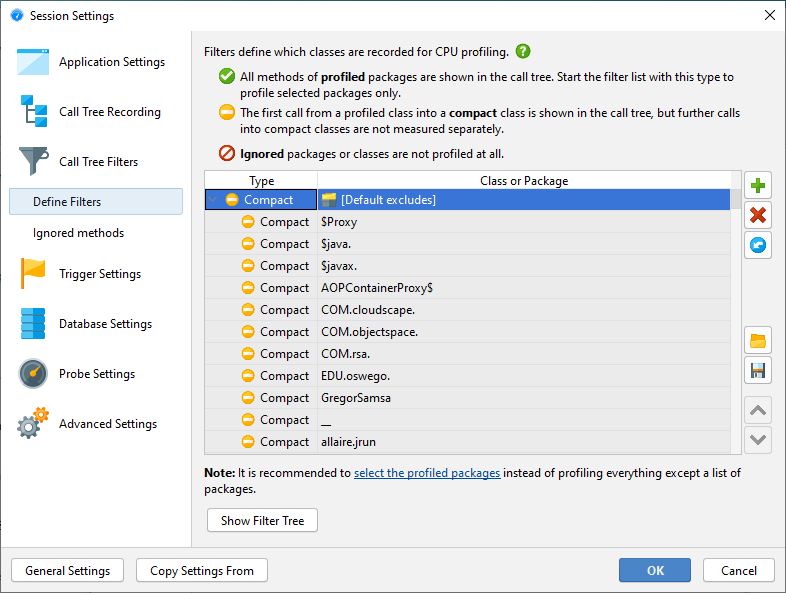 Session Settings
Application Settings
Call Tree Recording
Call Tree Filters
Define Filters
Ignored methods
Trigger Settings
Database Settings
Probe Settings
Advanced Settings
Filters define which classes are recorded for CPU profiling. ?
All methods of profiled packages are shown in the call tree. Start the filter list with this type to
profile selected packages only.
The first call from a profiled class into a compact class is shown in the call tree, but further calls
into compact classes are not measured separately.
Ignored packages or classes are not profiled at all.
Type Class or Package
Compact [Default excludes]
Compact $Proxy
Compact $java.
Compact $javax.
Compact AOPContainerProxy$
Compact COM.cloudscape.
Compact COM.objectspace.
Compact COM.rsa.
Compact EDU.oswego.
Compact GregorSamsa
Compact __
Compact allaire.jrun
Note: It is recommended to select the profiled packages instead of profiling everything except a list of
packages.
Show Filter Tree
General Settings Copy Settings From OK Cancel